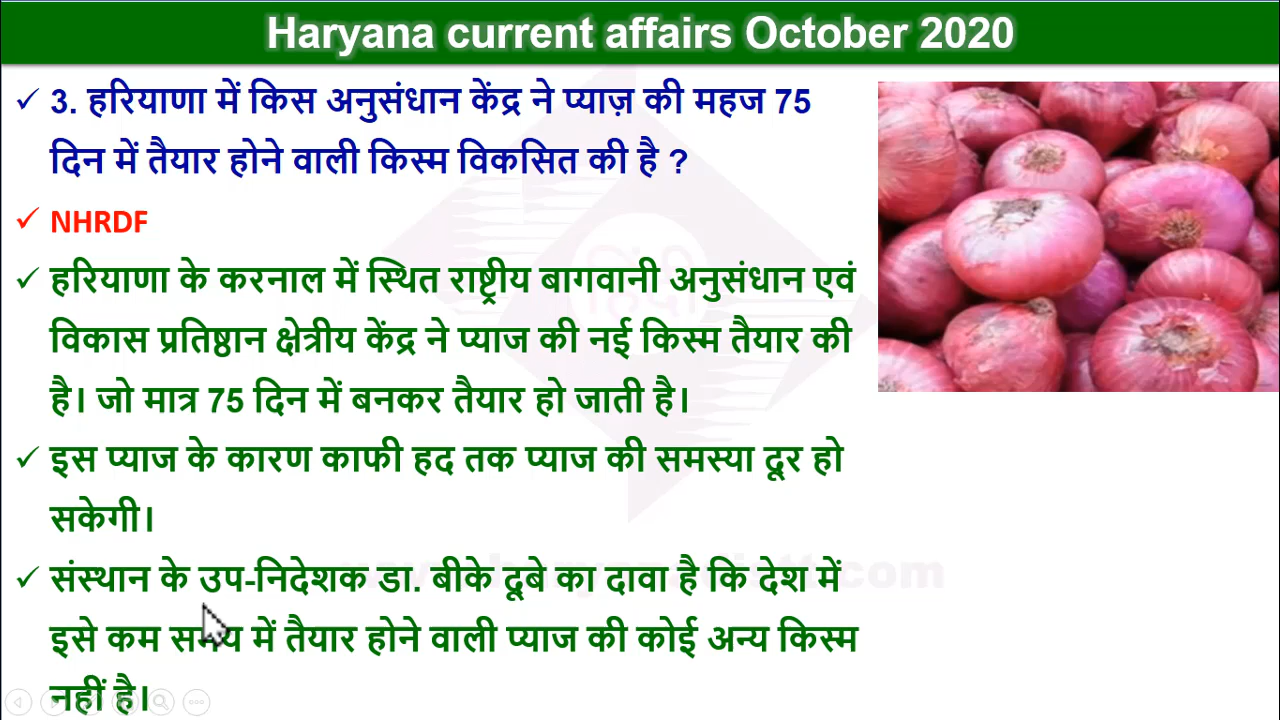 Haryana current affairs October 2020
✓ 3. हरियाणा में किस अनुसंधान केंद्र ने प्याज़ की महज 75
दिन में तैयार होने वाली किस्म विकसित की है ?
✓ NHRDF
✓ हरियाणा के करनाल में स्थित राष्ट्रीय बागवानी अनुसंधान एवं
विकास प्रतिष्ठान क्षेत्रीय केंद्र ने प्याज की नई किस्म तैयार की
है। जो मात्र 75 दिन में बनकर तैयार हो जाती है।
✓ इस प्याज के कारण काफी हद तक प्याज की समस्या दूर हो
सकेगी।
✓ संस्थान के उप-निदेशक डा. बीके दूबे का दावा है कि देश में
इसे कम समय में तैयार होने वाली प्याज की कोई अन्य किस्म
नहीं है।